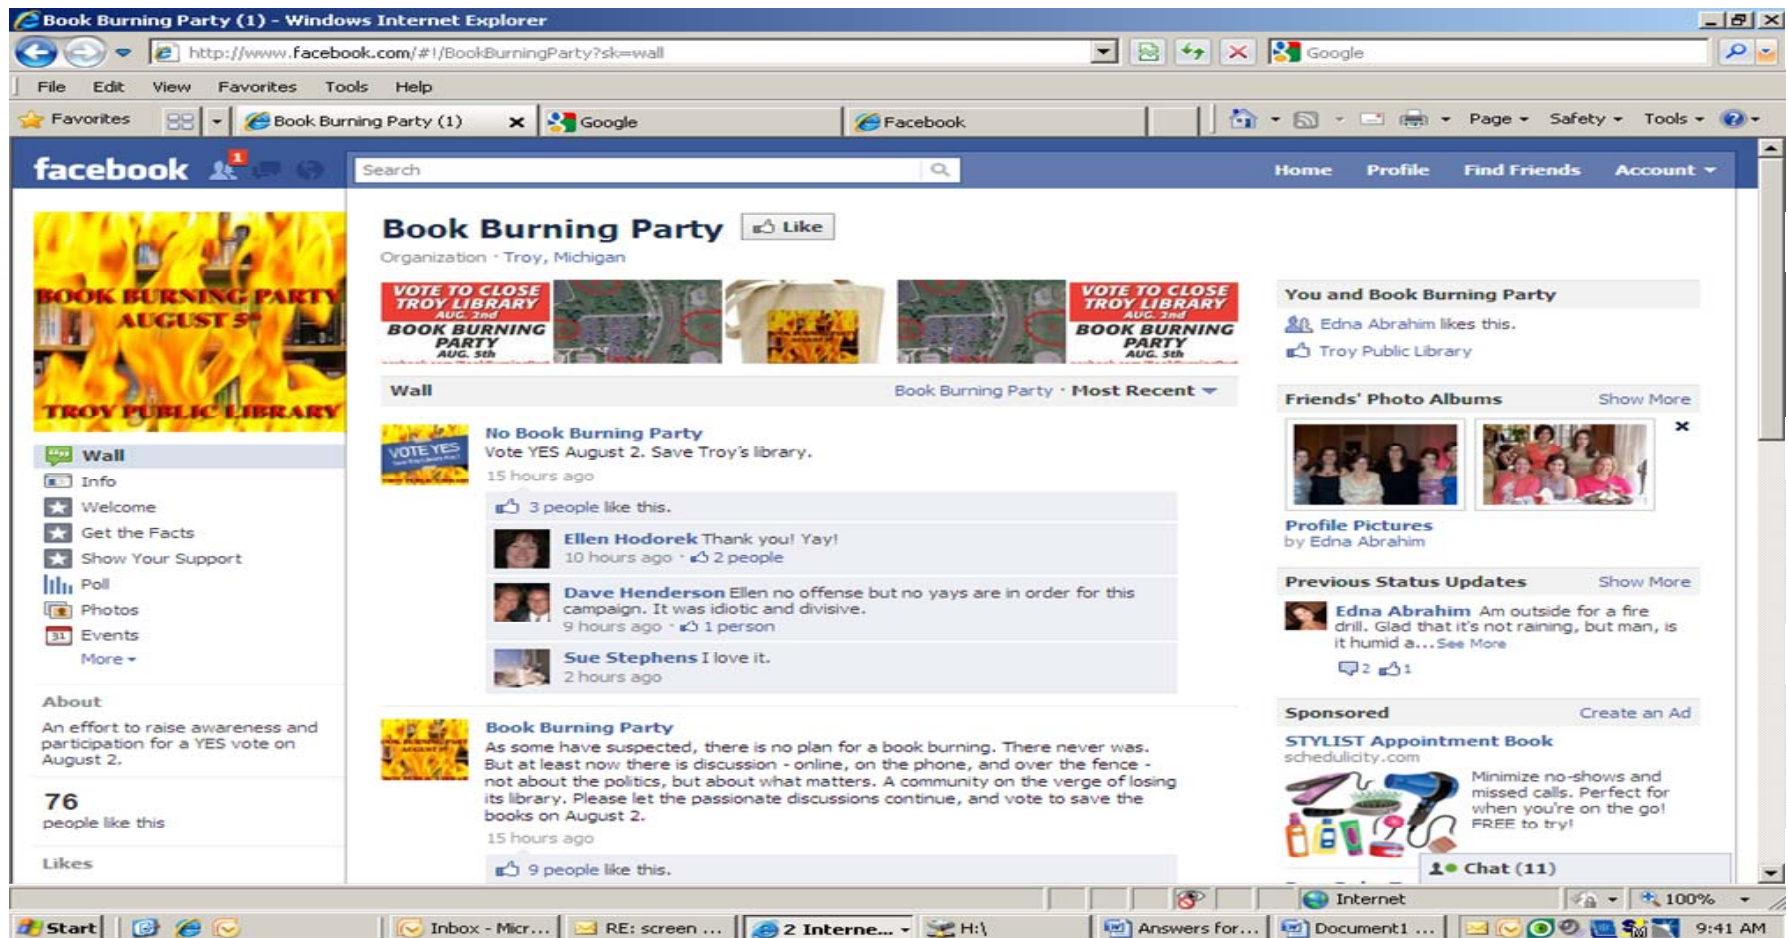 Book Burning Party (1) - Windows Internet Explorer
http://www.facebook.com/#!/BookBurningParty?sk=wall
Google
File Edit View Favorites Tools Help
Favorites
Book Burning Party (1)
Google
Facebook
Page Safety Tools
facebook
1
Search
Home Profile Find Friends Account
BOOK BURNING PARTY
AUGUST 5th
TROY PUBLIC LIBRARY
Wall
Info
Welcome
Get the Facts
Show Your Support
Poll
Photos
31 Events
More
About
An effort to raise awareness and
participation for a YES vote on
August 2.
76
people like this
Likes
Book Burning Party Like
Organization · Troy, Michigan
VOTE TO CLOSE
TROY LIBRARY
AUG. 2nd
BOOK BURNING
PARTY
AUG. 5th
VOTE TO CLOSE
TROY LIBRARY
AUG. 2nd
BOOK BURNING
PARTY
AUG. 5th
Wall
Book Burning Party · Most Recent
VOTE YES
No Book Burning Party
Vote YES August 2. Save Troy's library.
15 hours ago
3 people like this.
Ellen Hodorek Thank you! Yay!
10 hours ago · 2 people
Dave Henderson Ellen no offense but no yays are in order for this
campaign. It was idiotic and divisive.
9 hours ago · 1 person
Sue Stephens I love it.
2 hours ago
Book Burning Party
As some have suspected, there is no plan for a book burning. There never was.
But at least now there is discussion - online, on the phone, and over the fence -
not about the politics, but about what matters. A community on the verge of losing
its library. Please let the passionate discussions continue, and vote to save the
books on August 2.
15 hours ago
9 people like this.
You and Book Burning Party
Edna Abrahim likes this.
Troy Public Library
Friends' Photo Albums Show More
Profile Pictures
by Edna Abrahim
Previous Status Updates Show More
Edna Abrahim Am outside for a fire
drill. Glad that it's not raining, but man, is
it humid a... See More
2 1
Sponsored Create an Ad
STYLIST Appointment Book
schedulicity.com
Minimize no-shows and
missed calls. Perfect for
when you're on the go!
FREE to try!
Chat (11)
Internet
100%
Start
Inbox - Micr...
RE: screen ...
2 Interne...
H:\
Answers for...
Document1 ...
9:41 AM